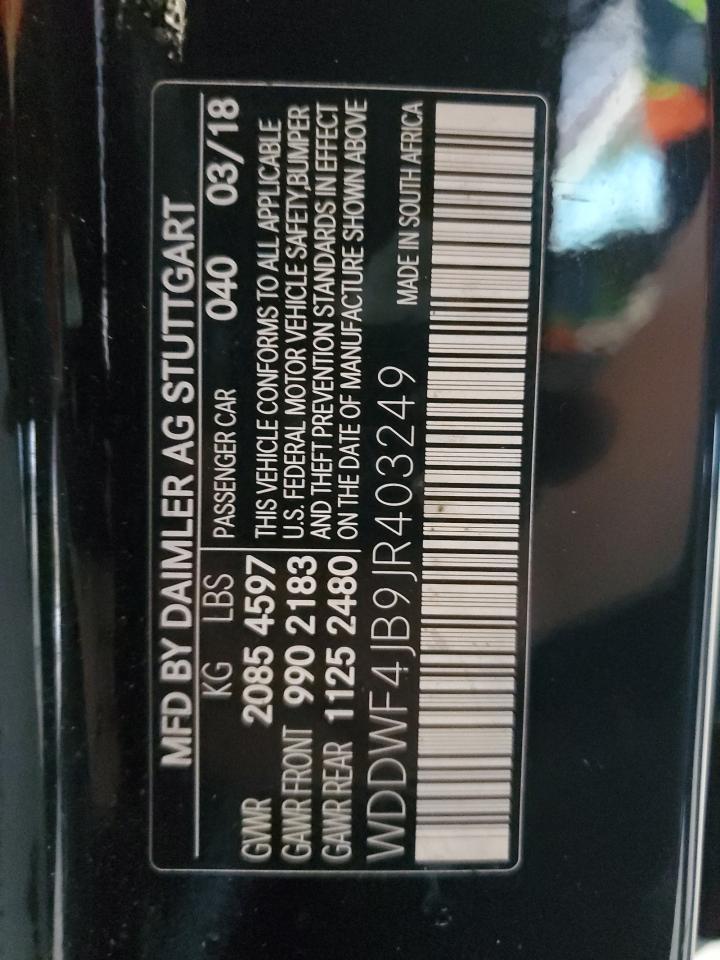 MFD BY DAIMLER AG STUTTGART
KG LBS PASSENGER CAR 040 03/18
GVWR 2085 4597 THIS VEHICLE CONFORMS TO ALL APPLICABLE
GAWR FRONT 990 2183 U.S. FEDERAL MOTOR VEHICLE SAFETY,BUMPER
GAWR REAR 1125 2480 AND THEFT PREVENTION STANDARDS IN EFFECT
ON THE DATE OF MANUFACTURE SHOWN ABOVE
WDDWF4JB9JR403249 MADE IN SOUTH AFRICA